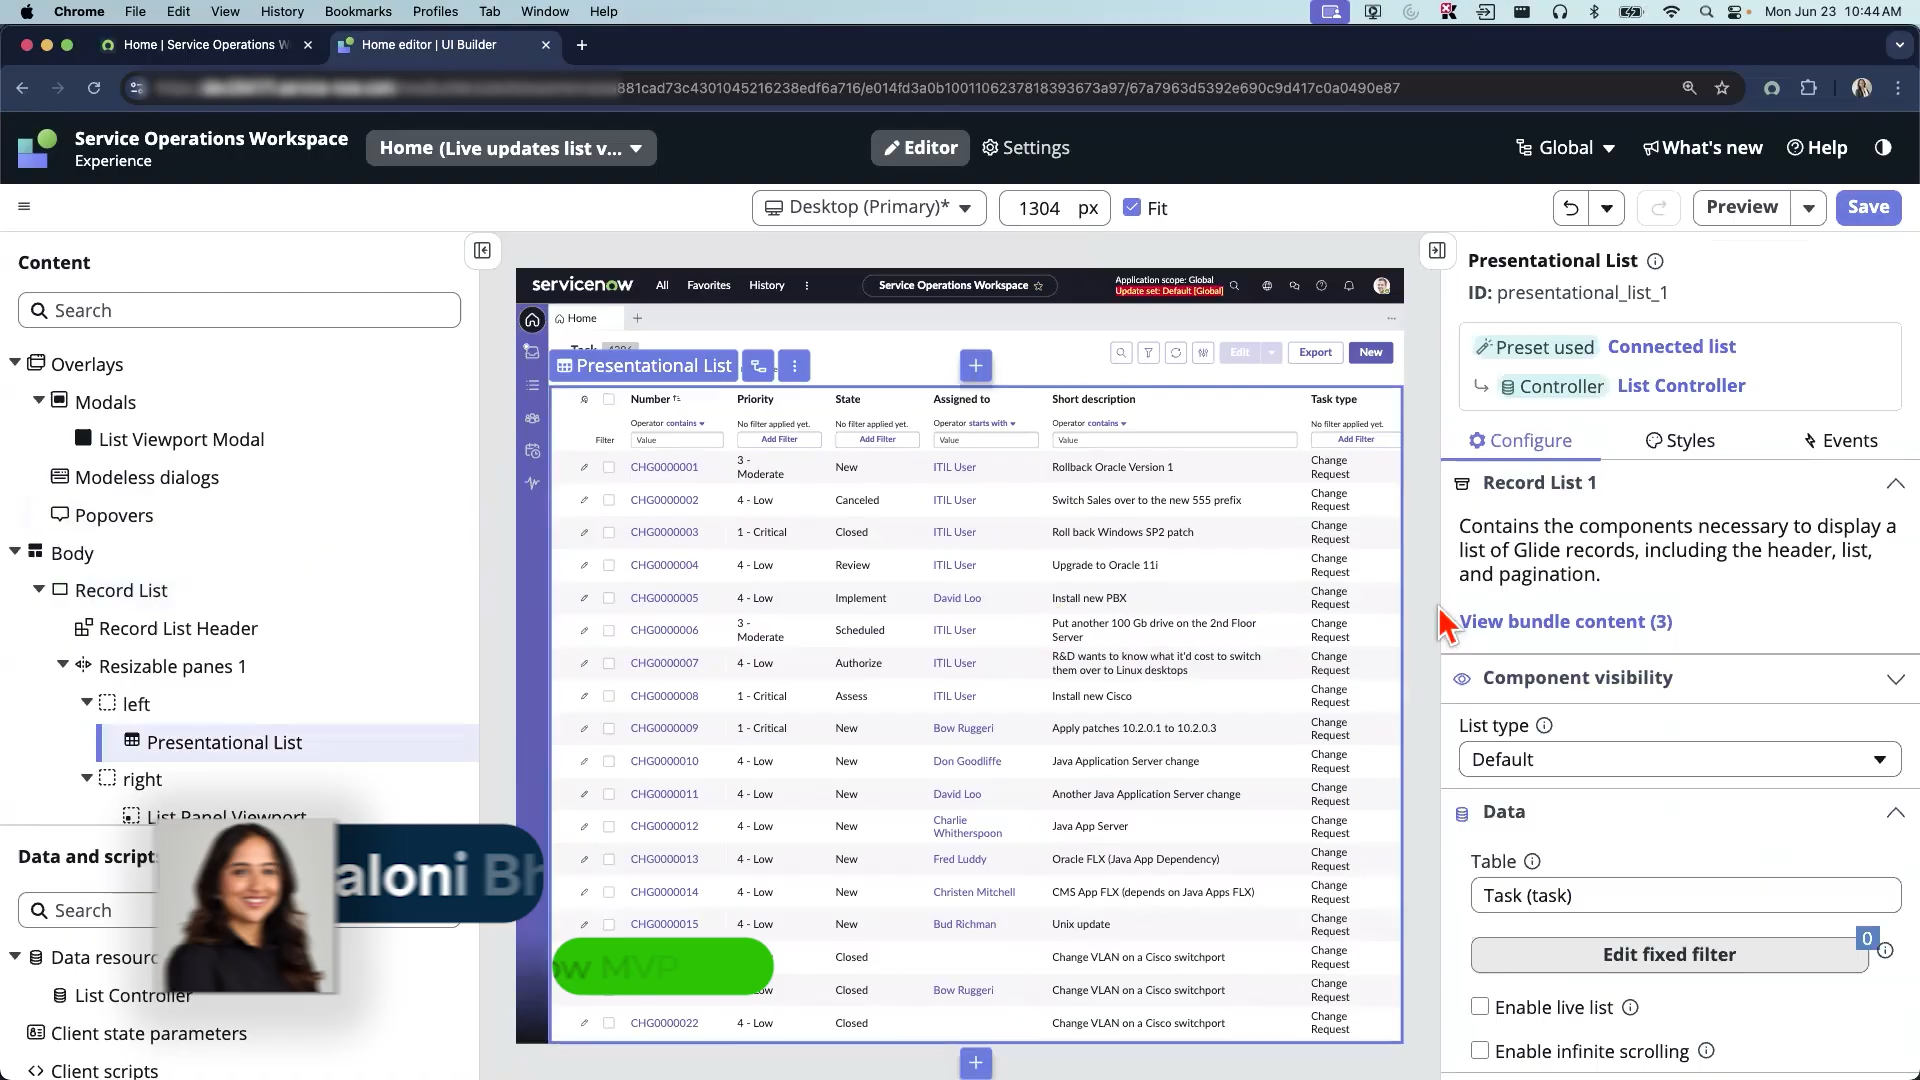 Chrome File Edit View History Bookmarks Profiles Tab Window Help Mon Jun 23 10:44 AM
Home | Service Operations W
Home editor | UI Builder
881cad73c4301045216238edf6a716/e014fd3a0b1001106237818393673a97/67a7963d5392e690c9d417c0a0490e87
Service Operations Workspace
Experience
Home (Live updates list v...
Editor
Settings
Global
What's new
Help
Desktop (Primary)*
1304 px
Fit
Preview
Save
Content
Search
Overlays
Modals
List Viewport Modal
Modeless dialogs
Popovers
Body
Record List
Record List Header
Resizable panes 1
left
Presentational List
right
List Panel Viewport
Data and scripts
Search
Data resourc
List Controller
Client state parameters
Client scripts
aloni Bh
ow MVP
servicenow All Favorites History
Service Operations Workspace
Application scope: Global
Update set: Default [Global]
Home
Presentational List
Edit Export New
Number Priority State Assigned to Short description Task type
Operator contains No filter applied yet. No filter applied yet. Operator starts with Operator contains No filter applied yet.
Filter Value Add Filter Add Filter Value Value Add Filter
CHG0000001 3 - Moderate New ITIL User Rollback Oracle Version 1 Change Request
CHG0000002 4 - Low Canceled ITIL User Switch Sales over to the new 555 prefix Change Request
CHG0000003 1 - Critical Closed ITIL User Roll back Windows SP2 patch Change Request
CHG0000004 4 - Low Review ITIL User Upgrade to Oracle 11i Change Request
CHG0000005 4 - Low Implement David Loo Install new PBX Change Request
CHG0000006 3 - Moderate Scheduled ITIL User Put another 100 Gb drive on the 2nd Floor Server Change Request
CHG0000007 4 - Low Authorize ITIL User R&D wants to know what it'd cost to switch them over to Linux desktops Change Request
CHG0000008 1 - Critical Assess ITIL User Install new Cisco Change Request
CHG0000009 1 - Critical New Bow Ruggeri Apply patches 10.2.0.1 to 10.2.0.3 Change Request
CHG0000010 4 - Low New Don Goodliffe Java Application Server change Change Request
CHG0000011 4 - Low New David Loo Another Java Application Server change Change Request
CHG0000012 4 - Low New Charlie Whitherspoon Java App Server Change Request
CHG0000013 4 - Low New Fred Luddy Oracle FLX (Java App Dependency) Change Request
CHG0000014 4 - Low New Christen Mitchell CMS App FLX (depends on Java Apps FLX) Change Request
CHG0000015 4 - Low New Bud Richman Unix update Change Request
Closed Change VLAN on a Cisco switchport Change Request
Closed Bow Ruggeri Change VLAN on a Cisco switchport Change Request
CHG0000022 4 - Low Closed Change VLAN on a Cisco switchport Change Request
Presentational List
ID: presentational_list_1
Preset used Connected list
Controller List Controller
Configure Styles Events
Record List 1
Contains the components necessary to display a
list of Glide records, including the header, list,
and pagination.
View bundle content (3)
Component visibility
List type
Default
Data
Table
Task (task)
Edit fixed filter
0
Enable live list
Enable infinite scrolling